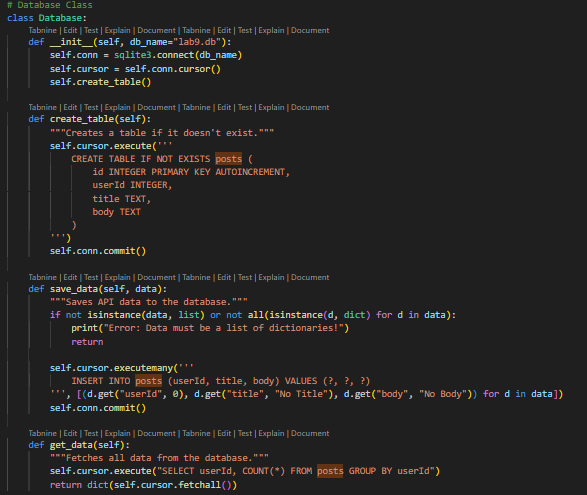 # Database Class
class Database:
Tabnine | Edit | Test | Explain | Document | Tabnine | Edit | Test | Explain | Document
def __init__(self, db_name="lab9.db"):
self.conn = sqlite3.connect(db_name)
self.cursor = self.conn.cursor()
self.create_table()
Tabnine | Edit | Test | Explain | Document | Tabnine | Edit | Test | Explain | Document
def create_table(self):
"""Creates a table if it doesn't exist."""
self.cursor.execute('''
CREATE TABLE IF NOT EXISTS posts (
id INTEGER PRIMARY KEY AUTOINCREMENT,
userId INTEGER,
title TEXT,
body TEXT
)
''')
self.conn.commit()
Tabnine | Edit | Test | Explain | Document | Tabnine | Edit | Test | Explain | Document
def save_data(self, data):
"""Saves API data to the database."""
if not isinstance(data, list) or not all(isinstance(d, dict) for d in data):
print("Error: Data must be a list of dictionaries!")
return
self.cursor.executemany('''
INSERT INTO posts (userId, title, body) VALUES (?, ?, ?)
''', [(d.get("userId", 0), d.get("title", "No Title"), d.get("body", "No Body")) for d in data])
self.conn.commit()
Tabnine | Edit | Test | Explain | Document | Tabnine | Edit | Test | Explain | Document
def get_data(self):
"""Fetches all data from the database."""
self.cursor.execute("SELECT userId, COUNT(*) FROM posts GROUP BY userId")
return dict(self.cursor.fetchall())